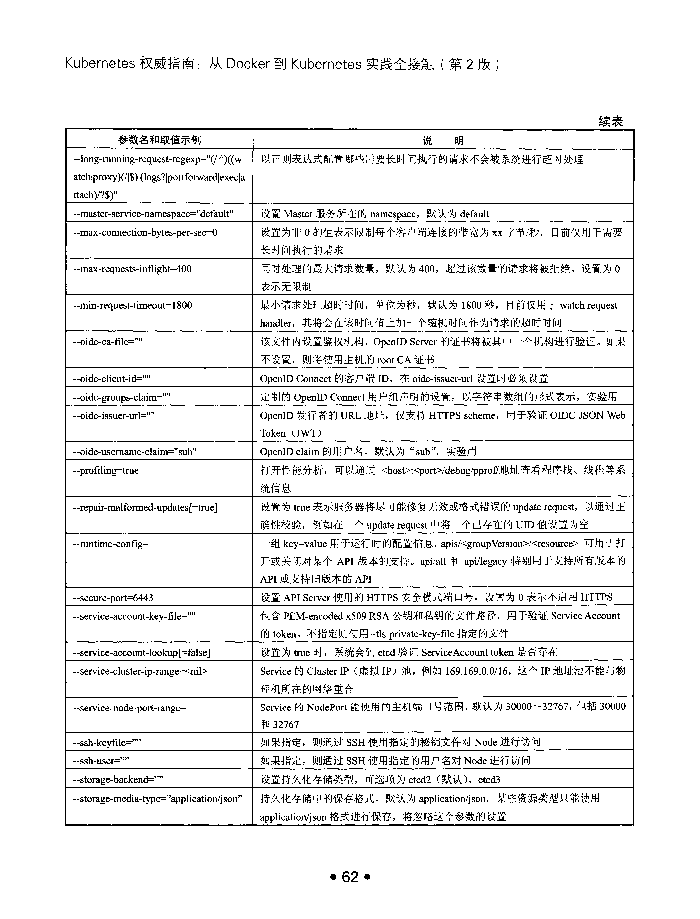 Kubernetes 权威指南：从 Docker 到 Kubernetes 实践全接触（第 2 版）
续表
参数名和取值示例 说 明
--long-running-request-regexp="(/|^)((w 以正则表达式配置哪些需要长时间执行的请求不会被系统进行超时处理
atch|proxy)(/|$)|(logs?|portforward|exec|a
ttach)/?$)"
--master-service-namespace="default" 设置 Master 服务所在的 namespace，默认为 default
--max-connection-bytes-per-sec=0 设置为非 0 的值表示限制每个客户端连接的带宽为 xx 字节/秒，目前仅用于需要
长时间执行的请求
--max-requests-inflight=400 同时处理的最大请求数量，默认为 400，超过该数量的请求将被拒绝。设置为 0
表示无限制
--min-request-timeout=1800 最小请求处理超时时间，单位为秒，默认为 1800 秒，目前仅用于 watch request
handler，其将会在该时间值上加一个随机时间作为请求的超时时间
--oidc-ca-file="" 该文件内设置鉴权机构，OpenID Server 的证书将被其中一个机构进行验证。如果
不设置，则将使用主机的 root CA 证书
--oidc-client-id="" OpenID Connect 的客户端 ID，在 oidc-issuer-url 设置时必须设置
--oidc-groups-claim="" 定制的 OpenID Connect 用户组声明的设置，以字符串数组的形式表示，实验用
--oidc-issuer-url="" OpenID 发行者的 URL 地址，仅支持 HTTPS scheme，用于验证 OIDC JSON Web
Token（JWT）
--oidc-username-claim="sub" OpenID claim 的用户名，默认为“sub”，实验用
--profiling=true 打开性能分析，可以通过 <host>:<port>/debug/pprof/地址查看程序栈、线程等系
统信息
--repair-malformed-updates[=true] 设置为 true 表示服务器将尽可能修复无效或格式错误的 update request，以通过正
确性校验，例如在一个 update request 中将一个已存在的 UID 值设置为空
--runtime-config= 一组 key=value 用于运行时的配置信息。apis/<groupVersion>/<resource> 可用于打
开或关闭对某个 API 版本的支持。api/all 和 api/legacy 特别用于支持所有版本的
API 或支持旧版本的 API
--secure-port=6443 设置 API Server 使用的 HTTPS 安全模式端口号，设置为 0 表示不启用 HTTPS
--service-account-key-file="" 包含 PEM-encoded x509 RSA 公钥和私钥的文件路径，用于验证 Service Account
的 token，不指定则使用--tls-private-key-file 指定的文件
--service-account-lookup[=false] 设置为 true 时，系统会到 etcd 验证 ServiceAccount token 是否存在
--service-cluster-ip-range=<nil> Service 的 Cluster IP（虚拟 IP）池，例如 169.169.0.0/16，这个 IP 地址池不能与物
理机所在的网络重合
--service-node-port-range= Service 的 NodePort 能使用的主机端口号范围，默认为 30000～32767，包括 30000
和 32767
--ssh-keyfile="" 如果指定，则通过 SSH 使用指定的秘钥文件对 Node 进行访问
--ssh-user="" 如果指定，则通过 SSH 使用指定的用户名对 Node 进行访问
--storage-backend="" 设置持久化存储类型，可选项为 etcd2（默认）、etcd3
--storage-media-type="application/json" 持久化存储中的保存格式，默认为 application/json。某些资源类型只能使用
application/json 格式进行保存，将忽略这个参数的设置
• 62 •